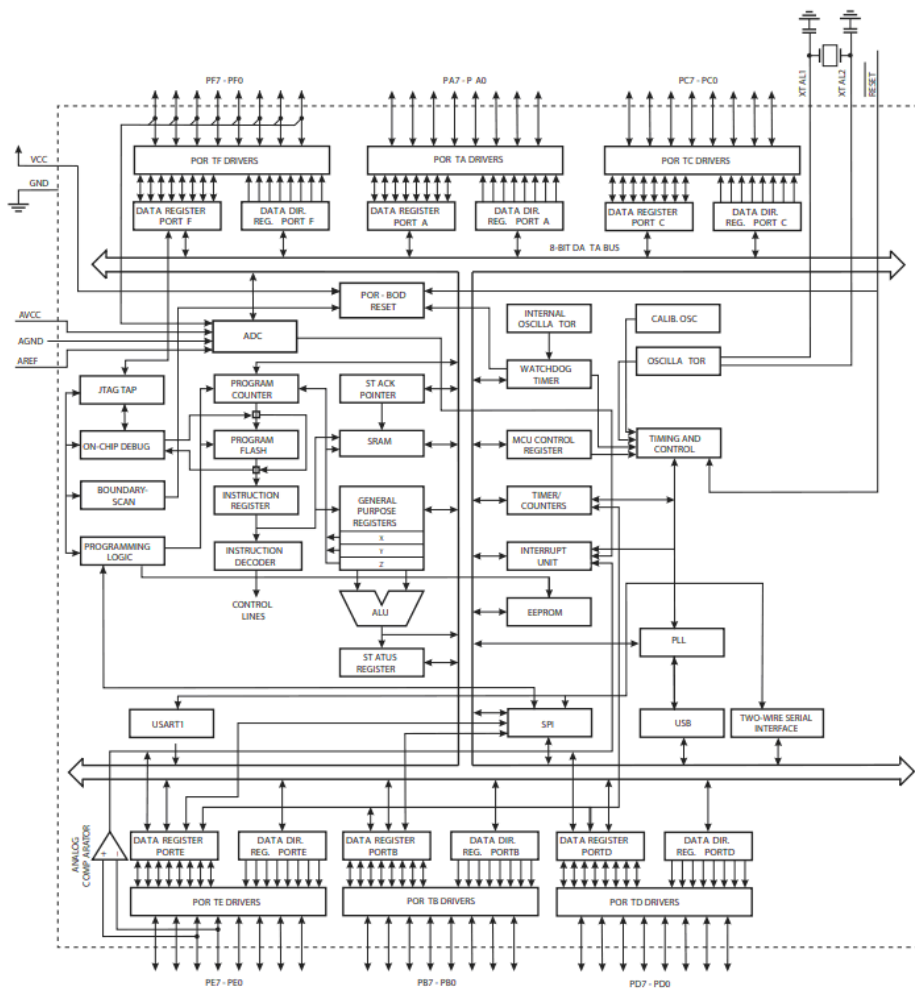 XTAL1
XTAL2
RESET
PF7 - PF0
PA7 - P A0
PC7 - PC0
VCC
GND
POR TF DRIVERS
POR TA DRIVERS
POR TC DRIVERS
DATA REGISTER
PORT F
DATA DIR.
REG. PORT F
DATA REGISTER
PORT A
DATA DIR.
REG. PORT A
DATA REGISTER
PORT C
DATA DIR.
REG. PORT C
8-BIT DA TA BUS
POR - BOD
RESET
INTERNAL
OSCILLA TOR
CALIB. OSC
AVCC
AGND
AREF
ADC
OSCILLA TOR
WATCHDOG
TIMER
JTAG TAP
PROGRAM
COUNTER
ST ACK
POINTER
ON-CHIP DEBUG
PROGRAM
FLASH
SRAM
MCU CONTROL
REGISTER
TIMING AND
CONTROL
BOUNDARY-
SCAN
INSTRUCTION
REGISTER
GENERAL
PURPOSE
REGISTERS
X
Y
Z
TIMER/
COUNTERS
PROGRAMMING
LOGIC
INSTRUCTION
DECODER
INTERRUPT
UNIT
CONTROL
LINES
ALU
EEPROM
ST ATUS
REGISTER
PLL
USART1
SPI
USB
TWO-WIRE SERIAL
INTERFACE
ANALOG
COMP ARATOR
+
-
DATA REGISTER
PORTE
DATA DIR.
REG. PORTE
DATA REGISTER
PORTB
DATA DIR.
REG. PORTB
DATA REGISTER
PORTD
DATA DIR.
REG. PORTD
POR TE DRIVERS
POR TB DRIVERS
POR TD DRIVERS
PE7 - PE0
PB7 - PB0
PD7 - PD0